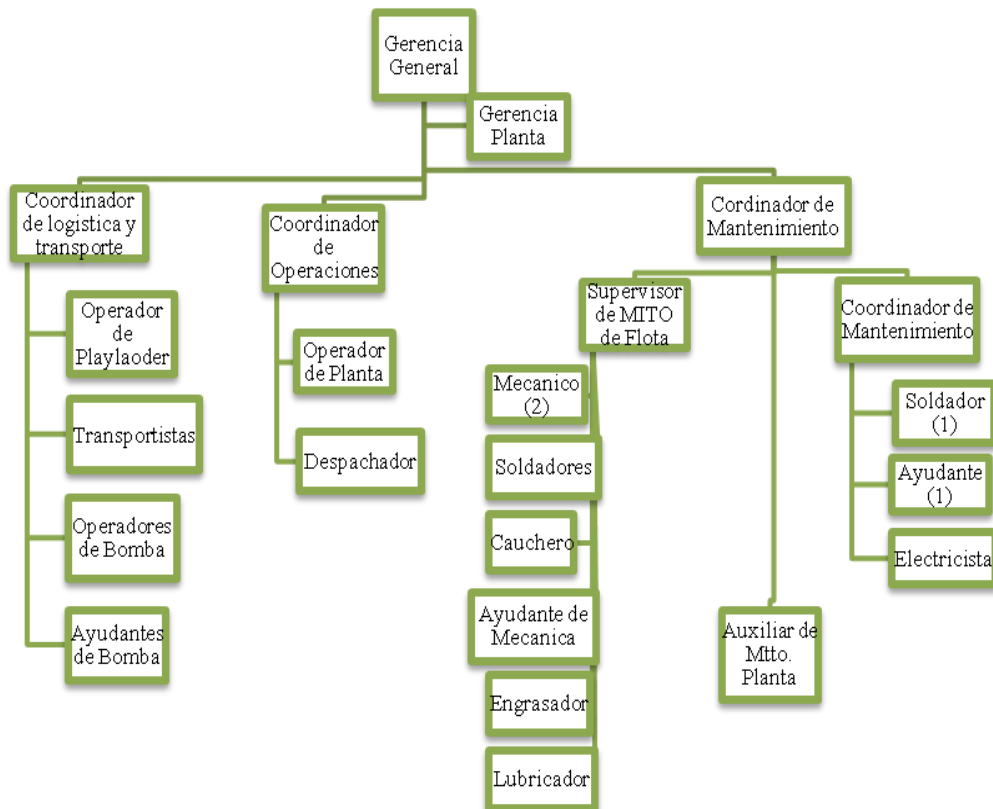 Gerencia
General
Gerencia
Planta
Coordinador
de logistica y
transporte
Operador
de
Playlaoder
Transportistas
Operadores
de Bomba
Ayudantes
de Bomba
Coordinador
de
Operaciones
Operador
de Planta
Despachador
Cordinador de
Mantenimiento
Supervisor
de MITO
de Flota
Mecanico
(2)
Soldadores
Cauchero
Ayudante de
Mecanica
Engrasador
Lubricador
Auxiliar de
Mtto.
Planta
Coordinador de
Mantenimiento
Soldador
(1)
Ayudante
(1)
Electricista